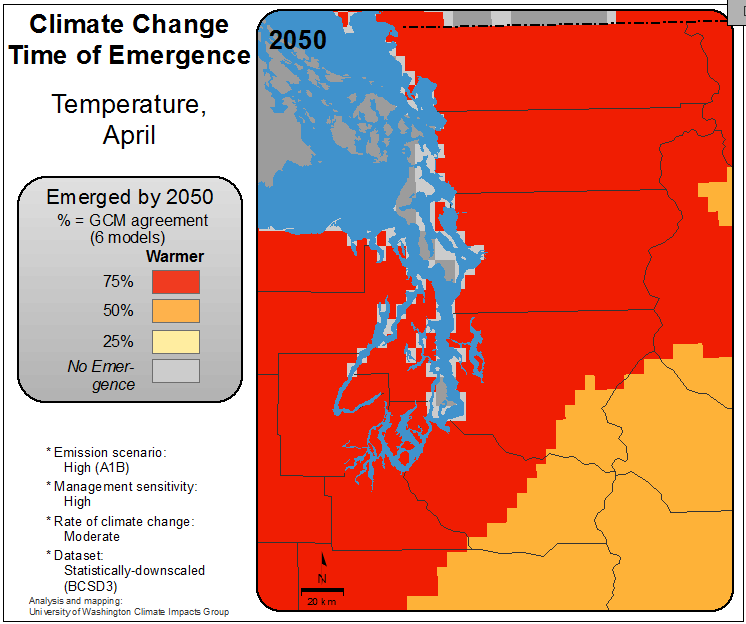 Climate Change
Time of Emergence
Temperature,
April
Emerged by 2050
% = GCM agreement
(6 models)
Warmer
75%
50%
25%
No Emer-
gence
* Emission scenario:
High (A1B)
* Management sensitivity:
High
* Rate of climate change:
Moderate
* Dataset:
Statistically-downscaled
(BCSD3)
Analysis and mapping:
University of Washington Climate Impacts Group
2050
N
20 km